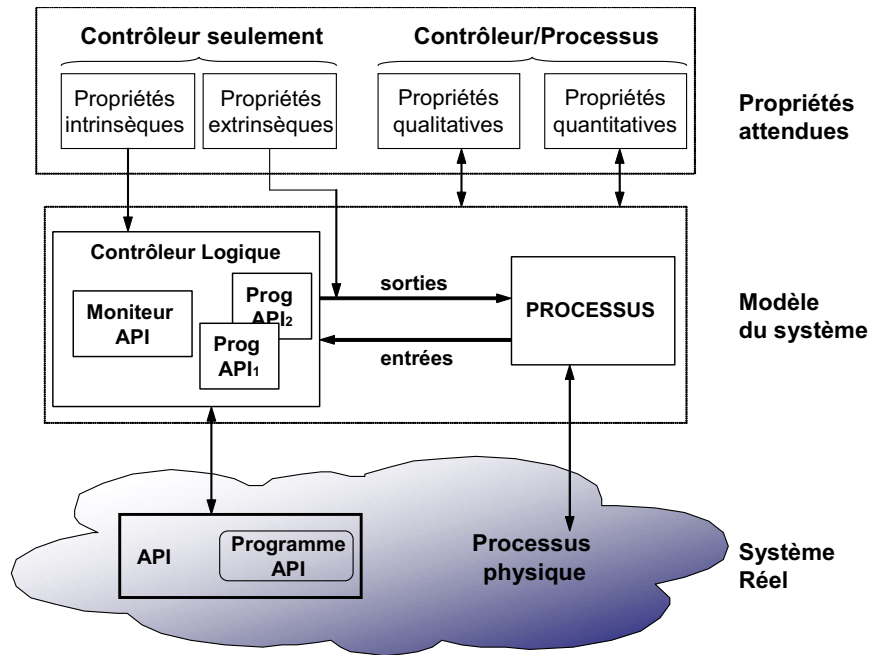 Contrôleur seulement
Contrôleur/Processus
Propriétés
intrinsèques
Propriétés
extrinsèques
Propriétés
qualitatives
Propriétés
quantitatives
Propriétés
attendues
Contrôleur Logique
Moniteur
API
Prog
API2
Prog
API1
sorties
entrées
PROCESSUS
Modèle
du système
API
Programme
API
Processus
physique
Système
Réel